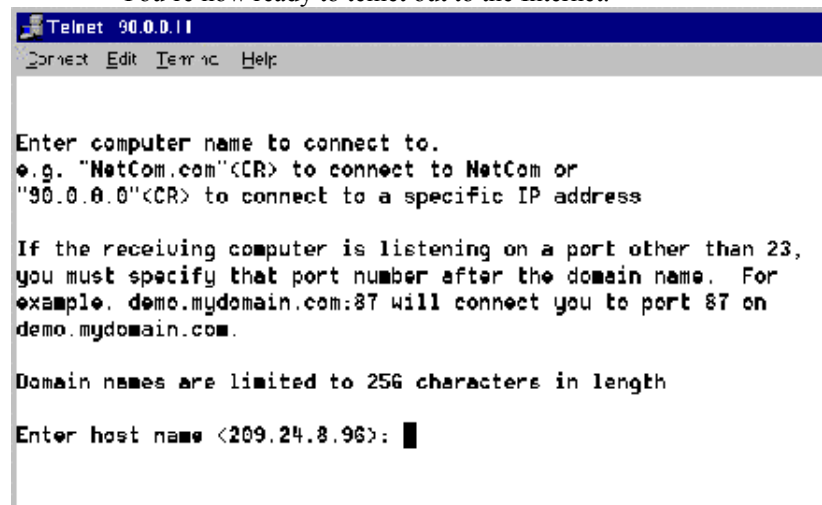 You're now ready to telnet out to the Internet.
Telnet 90.0.0.11
Connect Edit Terminal Help
Enter computer name to connect to.
e.g. "NetCom.com"<CR> to connect to NetCom or
"90.0.0.0"<CR> to connect to a specific IP address
If the receiving computer is listening on a port other than 23,
you must specify that port number after the domain name. For
example, demo.mydomain.com:87 will connect you to port 87 on
demo.mydomain.com.
Domain names are limited to 256 characters in length
Enter host name <209.24.8.96>: